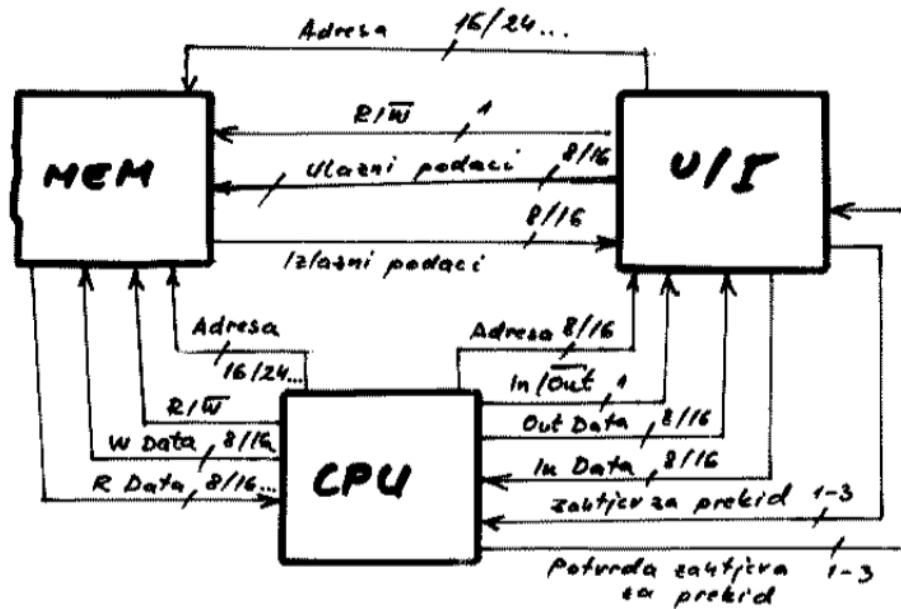 Adresa 16/24...
R/W̅ 1
Ulazni podaci 8/16
MEM
U/I
8/16
Izlazni podaci
Adresa
16/24...
Adresa 8/16
In/O̅u̅t̅ 1
R/W̅
Out Data 8/16
W Data 8/16
In Data 8/16
R Data 8/16...
CPU
zahtjev za prekid 1-3
Potvrda zahtjeva 1-3
za prekid